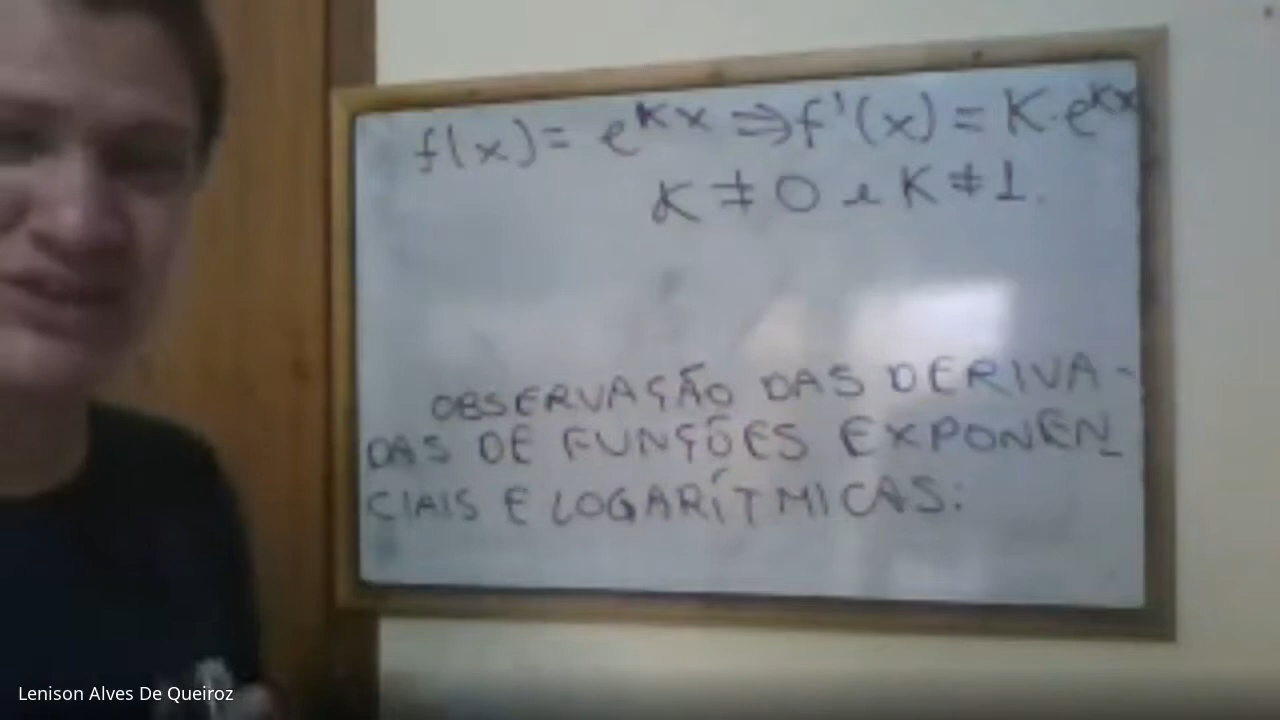 f(x) = e^{kx} ⇒ f'(x) = K·e^{kx}
K ≠ 0 e K ≠ 1.
OBSERVAÇÃO DAS DERIVA-
DAS DE FUNÇÕES EXPONEN_
CIAIS E LOGARÍTMICAS:
Lenison Alves De Queiroz